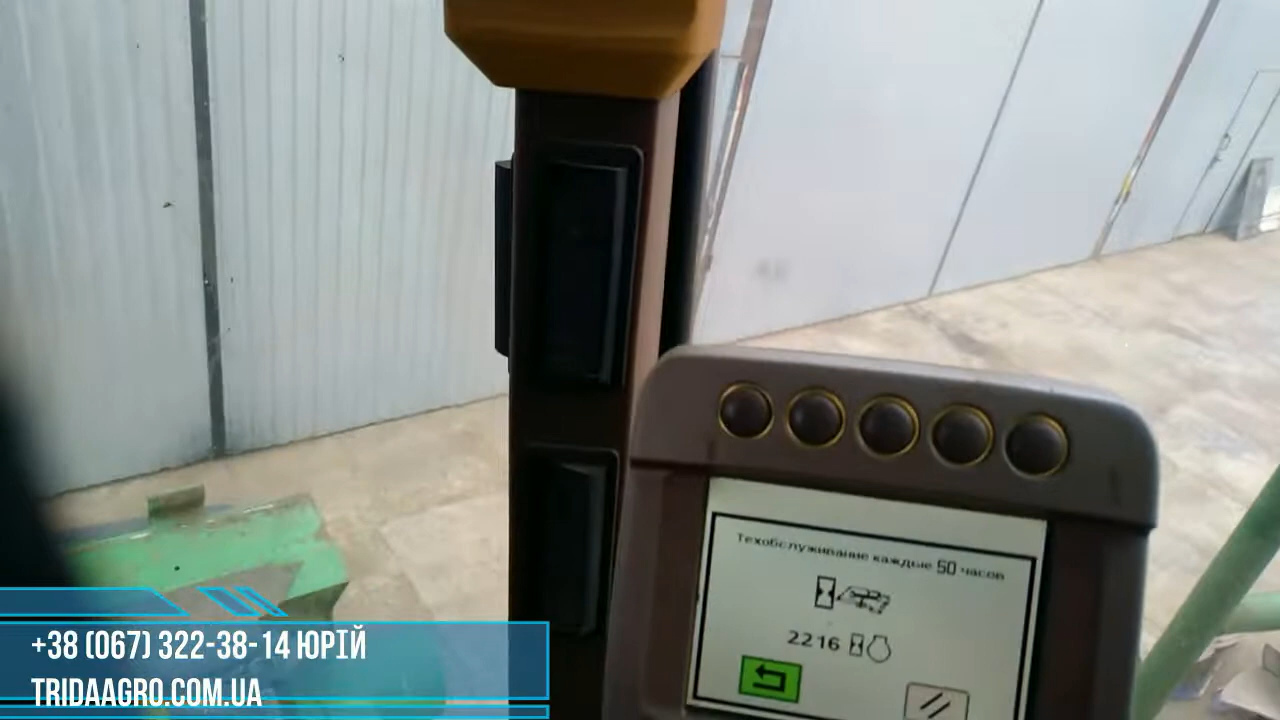 Техобслуживание каждые 50 часов
2216
+38 (067) 322-38-14 ЮРІЙ
TRIDAAGRO.COM.UA